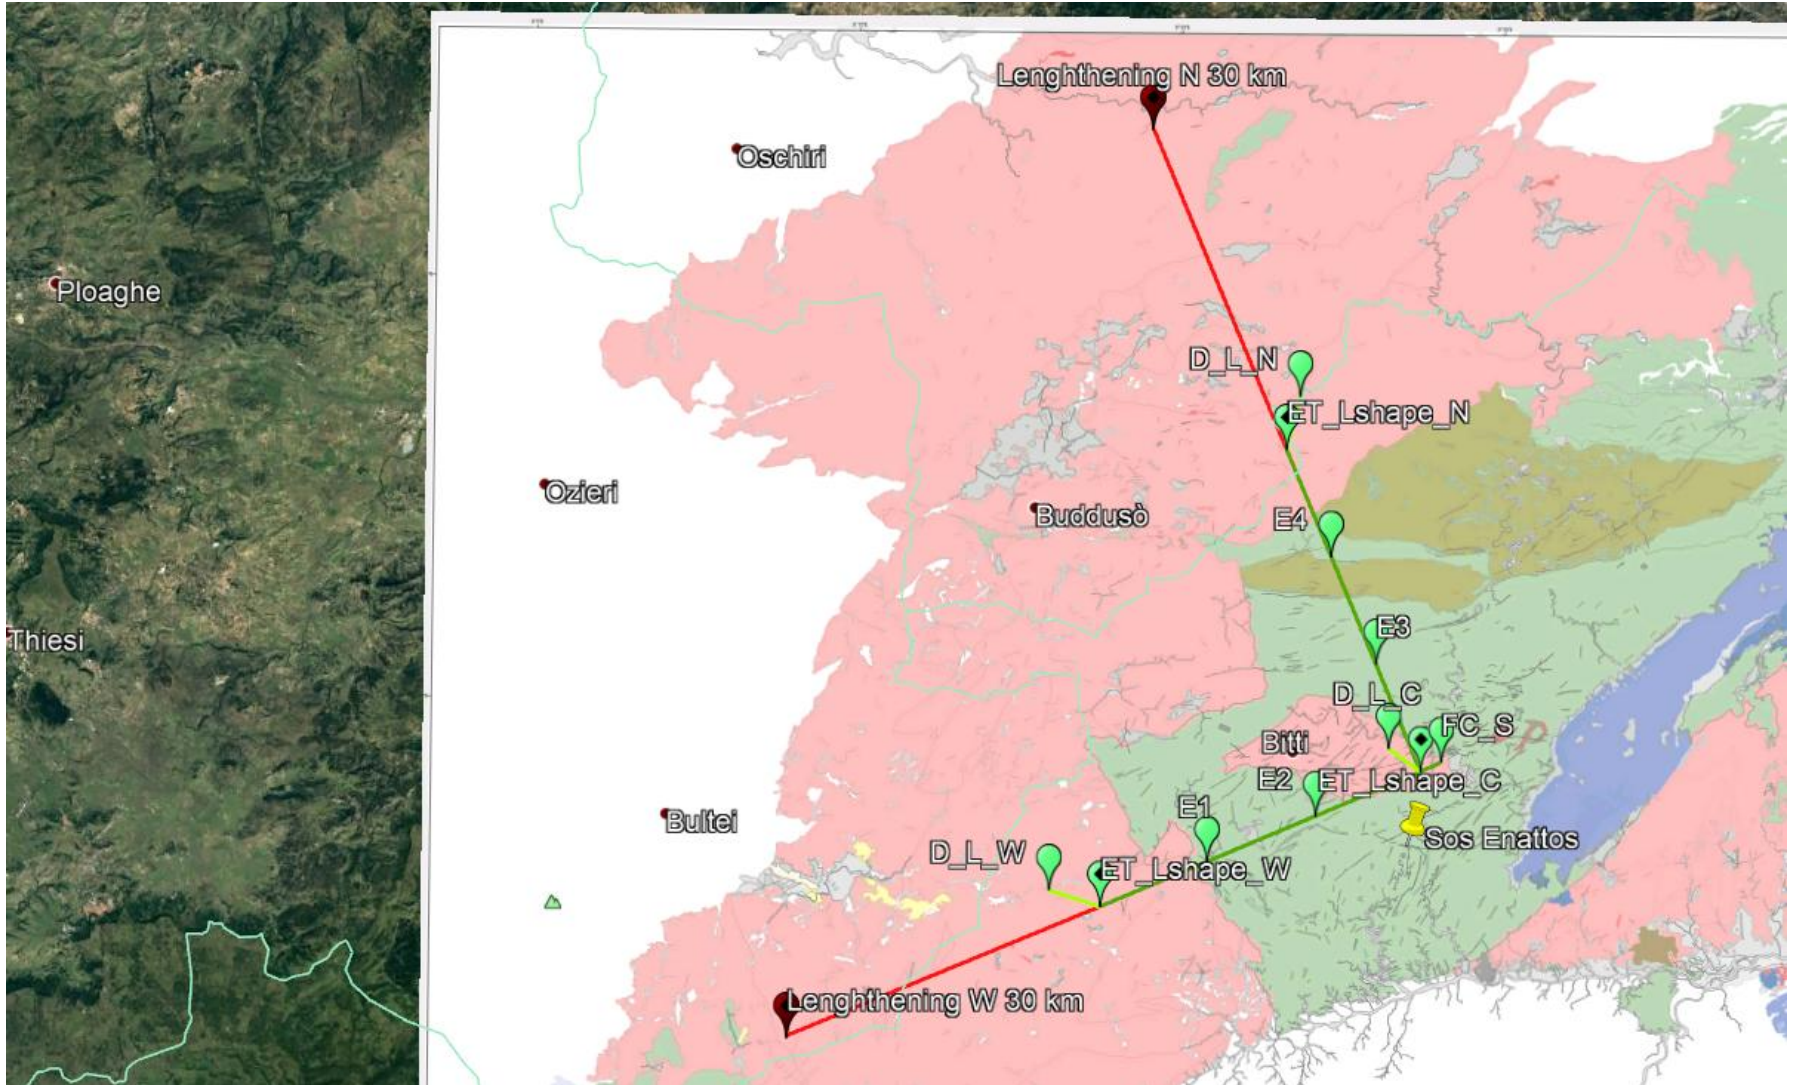 Lenghthening N 30 km
Oschiri
Ploaghe
D_L_N
ET_Lshape_N
Ozieri
Buddusò
E4
Thiesi
E3
D_L_C
FC_S
Bitti
E2
ET_Lshape_C
E1
Bultei
Sos Enattos
D_L_W
ET_Lshape_W
Lenghthening W 30 km